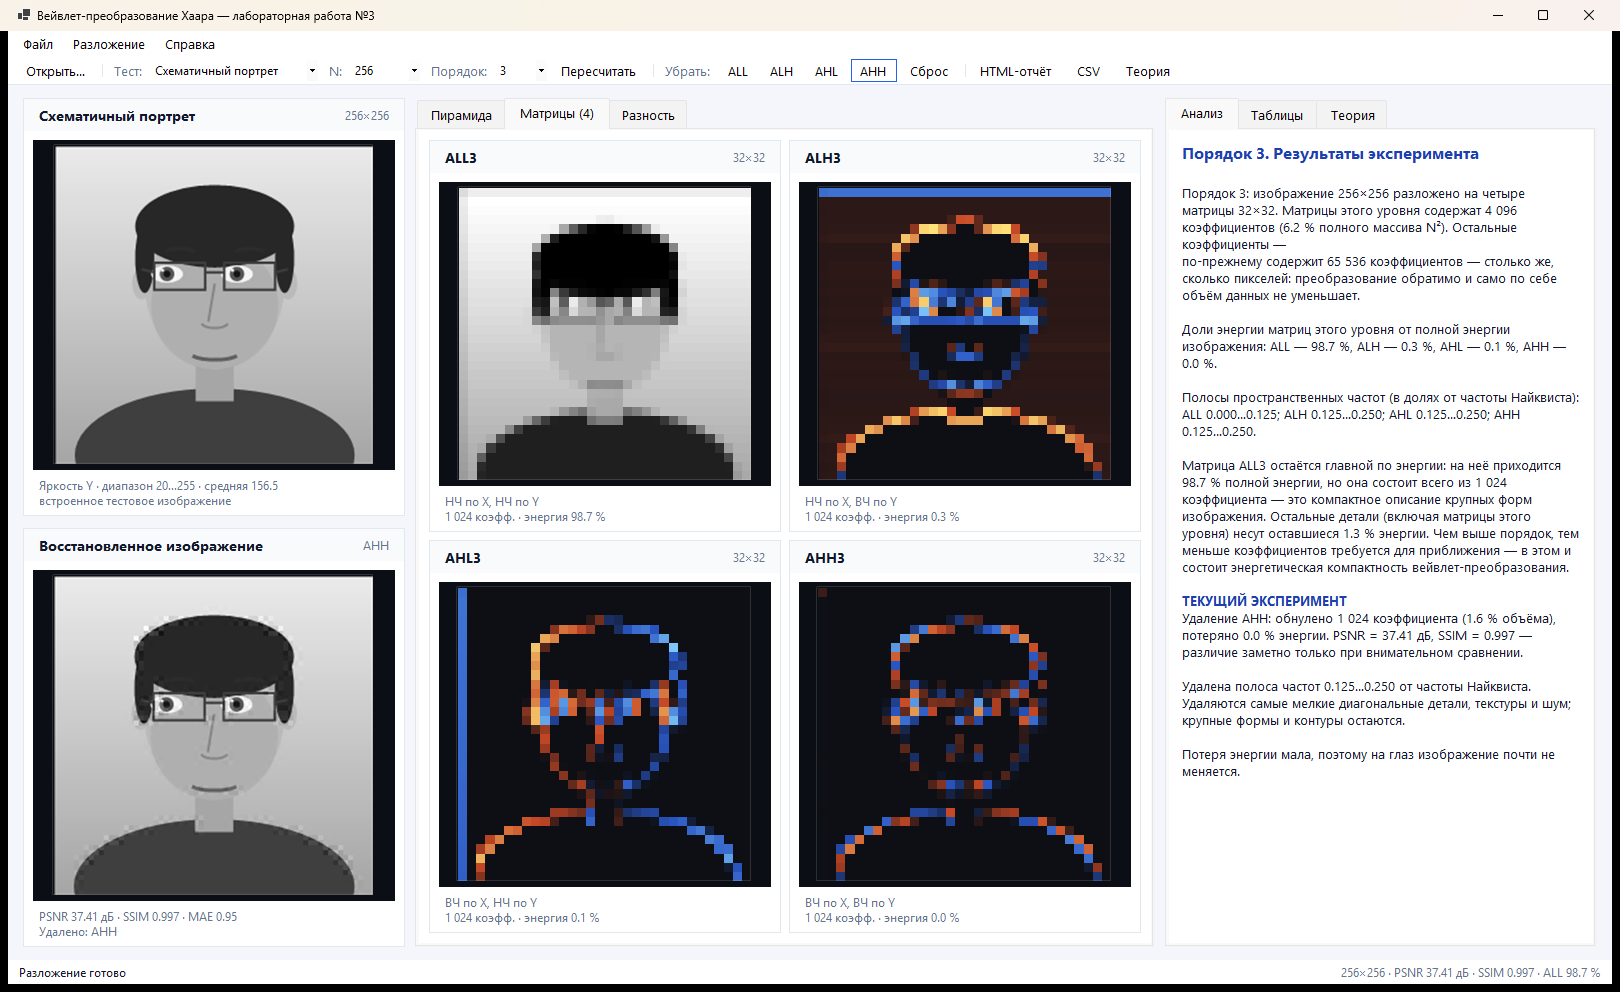 Вейвлет-преобразование Хаара — лабораторная работа №3
Файл Разложение Справка
Открыть... Тест: Схематичный портрет N: 256 Порядок: 3 Пересчитать Убрать: ALL ALH AHL AHH Сброс HTML-отчёт CSV Теория
Схематичный портрет 256×256
Яркость Y · диапазон 20...255 · средняя 156.5
встроенное тестовое изображение
Восстановленное изображение AHH
PSNR 37.41 дБ · SSIM 0.997 · MAE 0.95
Удалено: AHH
Пирамида Матрицы (4) Разность
ALL3 32×32
НЧ по X, НЧ по Y
1 024 коэфф. · энергия 98.7 %
ALH3 32×32
НЧ по X, ВЧ по Y
1 024 коэфф. · энергия 0.3 %
AHL3 32×32
ВЧ по X, НЧ по Y
1 024 коэфф. · энергия 0.1 %
AHH3 32×32
ВЧ по X, ВЧ по Y
1 024 коэфф. · энергия 0.0 %
Анализ Таблицы Теория
Порядок 3. Результаты эксперимента
Порядок 3: изображение 256×256 разложено на четыре
матрицы 32×32. Матрицы этого уровня содержат 4 096
коэффициентов (6.2 % полного массива N²). Остальные
коэффициенты —
по-прежнему содержит 65 536 коэффициентов — столько же,
сколько пикселей: преобразование обратимо и само по себе
объём данных не уменьшает.
Доли энергии матриц этого уровня от полной энергии
изображения: ALL — 98.7 %, ALH — 0.3 %, AHL — 0.1 %, AHH —
0.0 %.
Полосы пространственных частот (в долях от частоты Найквиста):
ALL 0.000...0.125; ALH 0.125...0.250; AHL 0.125...0.250; AHH
0.125...0.250.
Матрица ALL3 остаётся главной по энергии: на неё приходится
98.7 % полной энергии, но она состоит всего из 1 024
коэффициента — это компактное описание крупных форм
изображения. Остальные детали (включая матрицы этого
уровня) несут оставшиеся 1.3 % энергии. Чем выше порядок, тем
меньше коэффициентов требуется для приближения — в этом и
состоит энергетическая компактность вейвлет-преобразования.
ТЕКУЩИЙ ЭКСПЕРИМЕНТ
Удаление AHH: обнулено 1 024 коэффициента (1.6 % объёма),
потеряно 0.0 % энергии. PSNR = 37.41 дБ, SSIM = 0.997 —
различие заметно только при внимательном сравнении.
Удалена полоса частот 0.125...0.250 от частоты Найквиста.
Удаляются самые мелкие диагональные детали, текстуры и шум;
крупные формы и контуры остаются.
Потеря энергии мала, поэтому на глаз изображение почти не
меняется.
Разложение готово 256×256 · PSNR 37.41 дБ · SSIM 0.997 · ALL 98.7 %